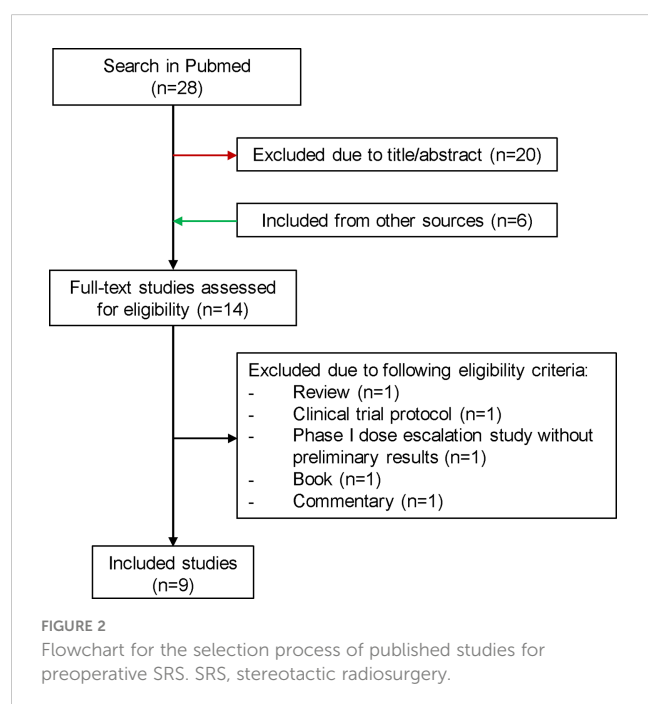 Search in Pubmed
(n=28)
Excluded due to title/abstract (n=20)
Included from other sources (n=6)
Full-text studies assessed
for eligibility (n=14)
Excluded due to following eligibility criteria:
- Review (n=1)
- Clinical trial protocol (n=1)
- Phase I dose escalation study without
preliminary results (n=1)
- Book (n=1)
- Commentary (n=1)
Included studies
(n=9)
FIGURE 2
Flowchart for the selection process of published studies for
preoperative SRS. SRS, stereotactic radiosurgery.